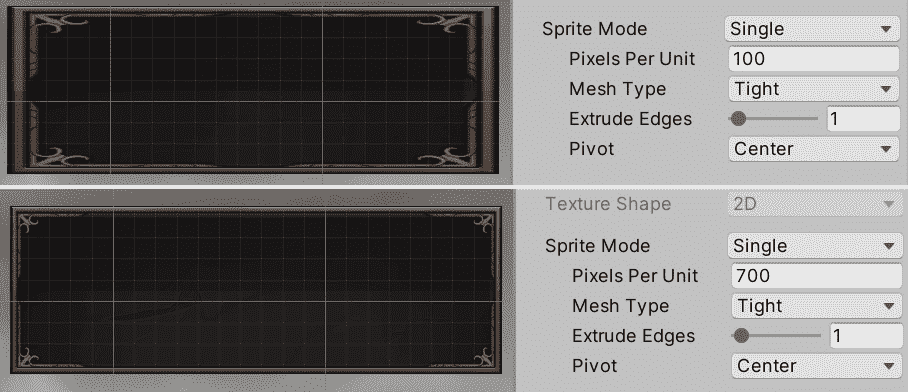 Sprite Mode Single
Pixels Per Unit 100
Mesh Type Tight
Extrude Edges 1
Pivot Center
Texture Shape 2D
Sprite Mode Single
Pixels Per Unit 700
Mesh Type Tight
Extrude Edges 1
Pivot Center